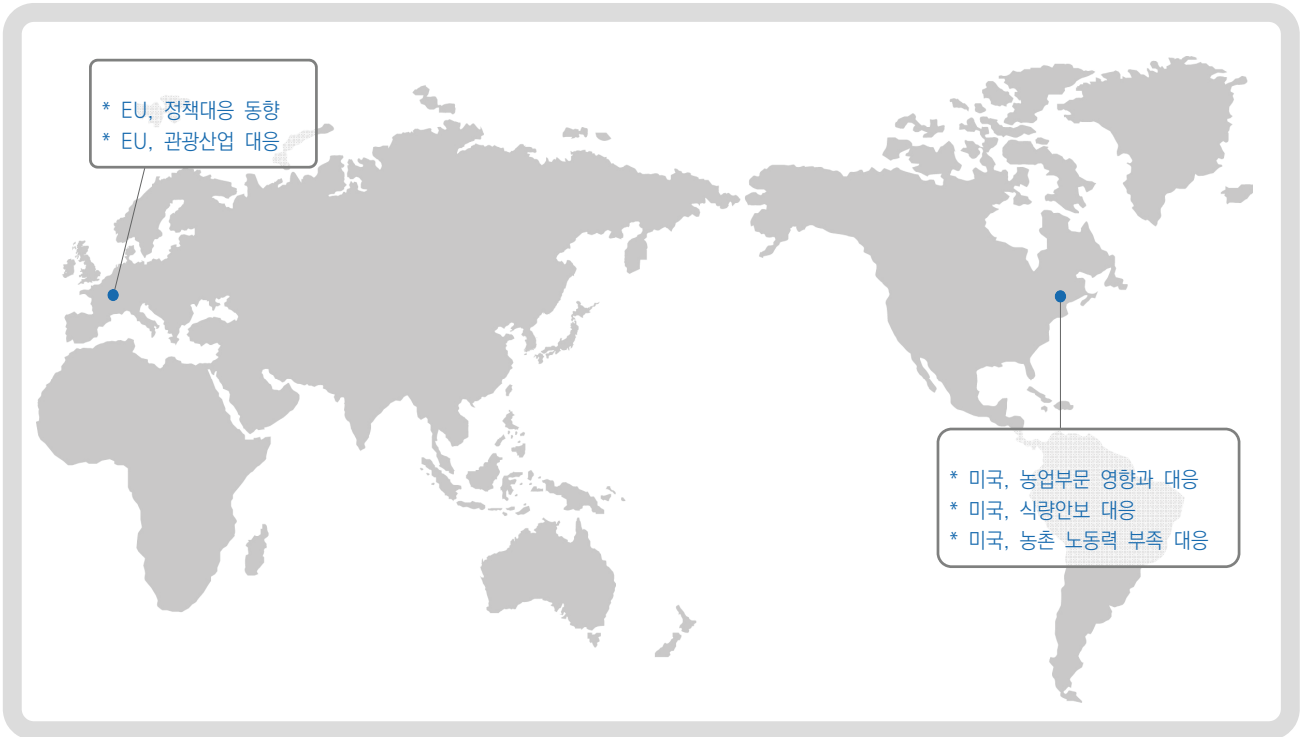 * EU, 정책대응 동향
* EU, 관광산업 대응
* 미국, 농업부문 영향과 대응
* 미국, 식량안보 대응
* 미국, 농촌 노동력 부족 대응